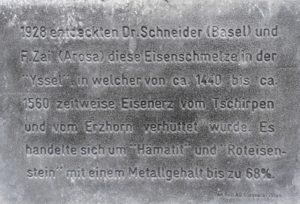 1928 entdeckten Dr. Schneider (Basel) und
F. Zai (Arosa) diese Eisenschmelze in der
"Yssel", in welcher von ca. 1440 bis ca.
1560 zeitweise Eisenerz vom Tschirpen
und vom Erzhorn verhüttet wurde. Es
handelte sich um "Hämatit" und "Roteisen-
stein" mit einem Metallgehalt bis zu 68%.